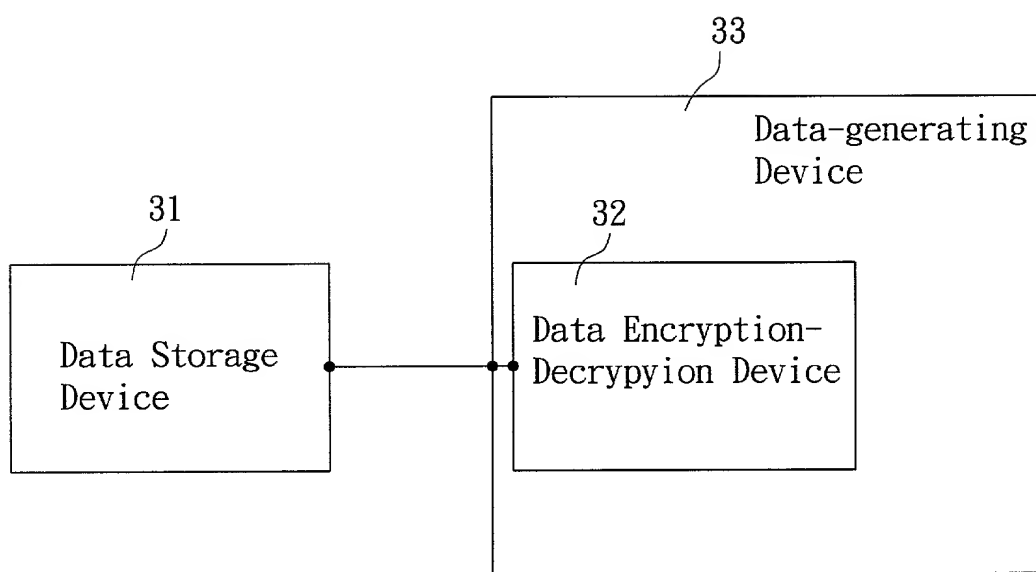 33
Data-generating
Device
31
32
Data Storage
Device
Data Encryption-
Decrypyion Device